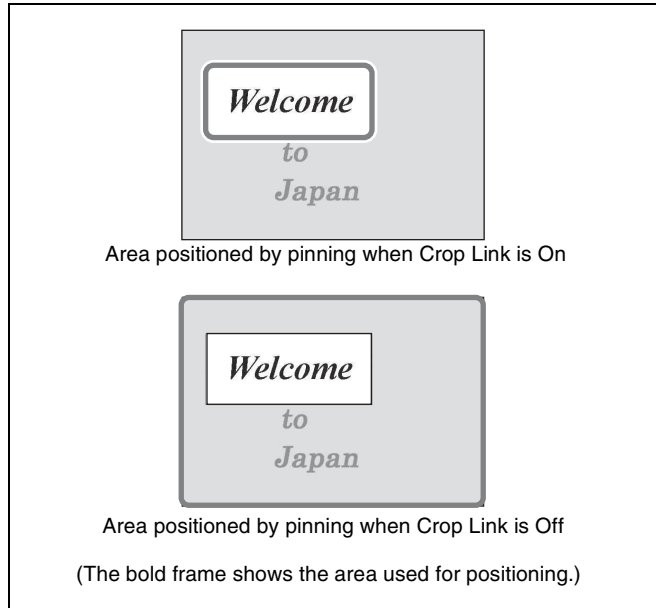 Welcome
to
Japan
Area positioned by pinning when Crop Link is On
Welcome
to
Japan
Area positioned by pinning when Crop Link is Off
(The bold frame shows the area used for positioning.)